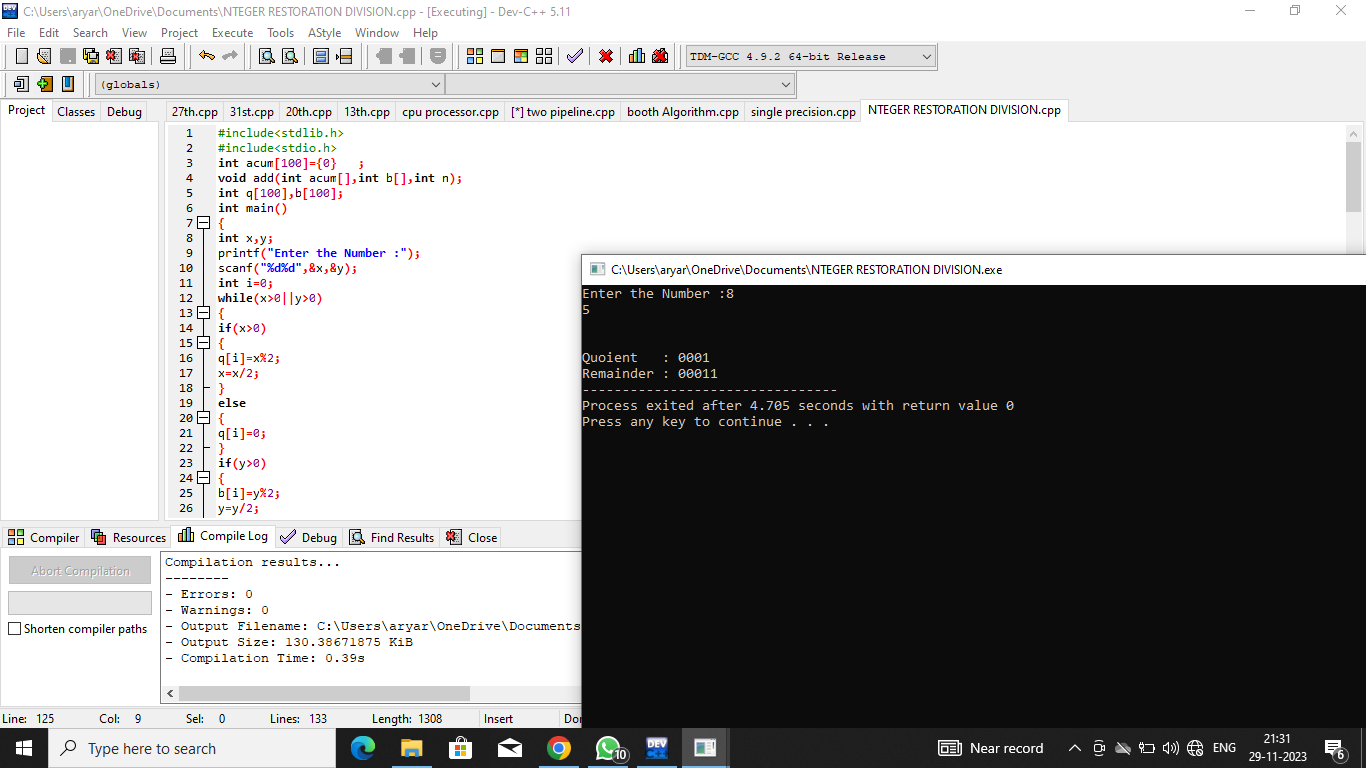 C:\Users\aryar\OneDrive\Documents\NTEGER RESTORATION DIVISION.cpp - [Executing] - Dev-C++ 5.11
File Edit Search View Project Execute Tools AStyle Window Help
TDM-GCC 4.9.2 64-bit Release
(globals)
Project Classes Debug
27th.cpp 31st.cpp 20th.cpp 13th.cpp cpu processor.cpp [*] two pipeline.cpp booth Algorithm.cpp single precision.cpp NTEGER RESTORATION DIVISION.cpp
1 #include<stdlib.h>
2 #include<stdio.h>
3 int acum[100]={0}   ;
4 void add(int acum[],int b[],int n);
5 int q[100],b[100];
6 int main()
7 {
8 int x,y;
9 printf("Enter the Number :");
10 scanf("%d%d",&x,&y);
11 int i=0;
12 while(x>0||y>0)
13 {
14 if(x>0)
15 {
16 q[i]=x%2;
17 x=x/2;
18 }
19 else
20 {
21 q[i]=0;
22 }
23 if(y>0)
24 {
25 b[i]=y%2;
26 y=y/2;
C:\Users\aryar\OneDrive\Documents\NTEGER RESTORATION DIVISION.exe
Enter the Number :8
5
Quoient   : 0001
Remainder : 00011
--------------------------------
Process exited after 4.705 seconds with return value 0
Press any key to continue . . .
Compiler Resources Compile Log Debug Find Results Close
Abort Compilation
Shorten compiler paths
Compilation results...
--------
- Errors: 0
- Warnings: 0
- Output Filename: C:\Users\aryar\OneDrive\Documents
- Output Size: 130.38671875 KiB
- Compilation Time: 0.39s
Line: 125 Col: 9 Sel: 0 Lines: 133 Length: 1308 Insert Don
Type here to search
DEV
10
Near record
ENG
21:31
29-11-2023
6